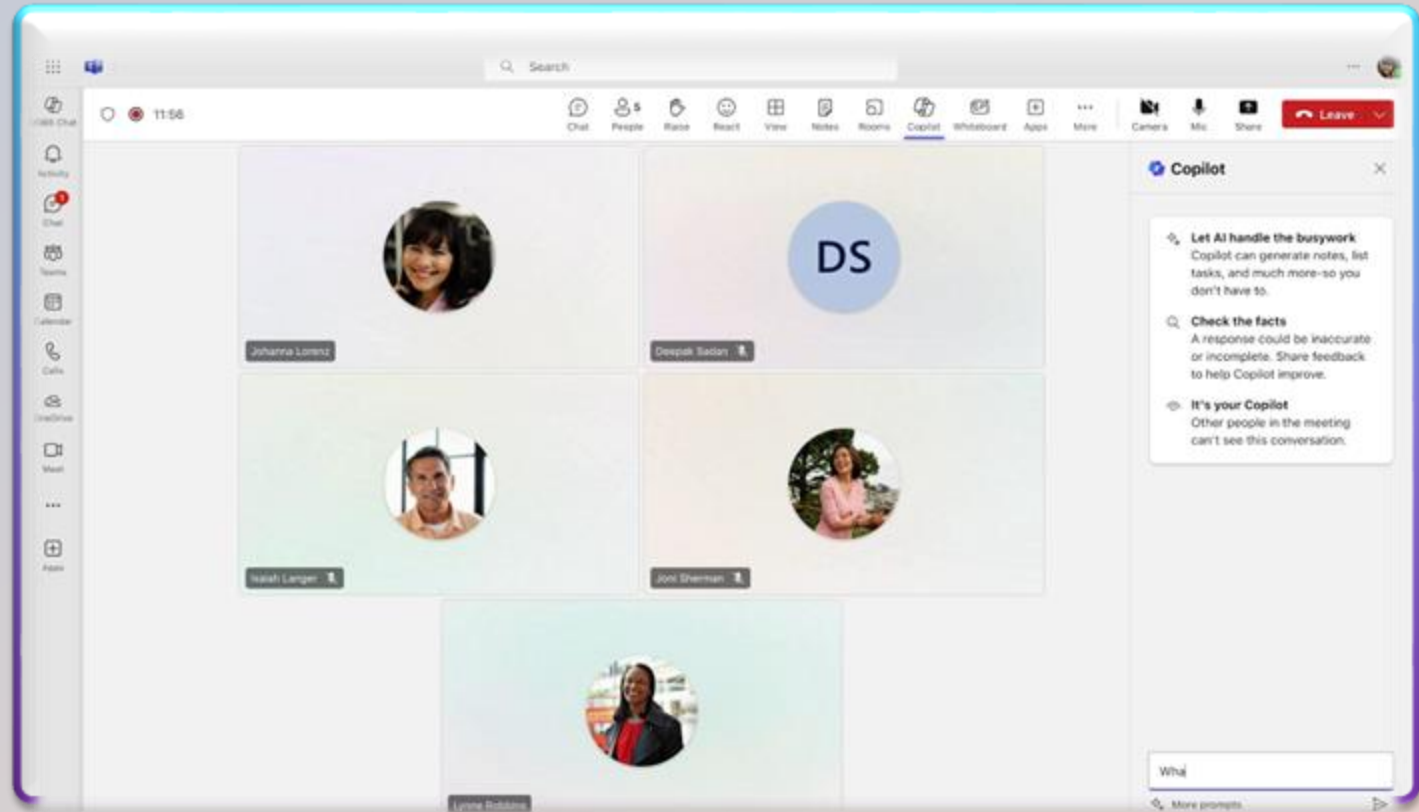 Search
11:56
Chat
People 5
Raise
React
View
Notes
Rooms
Copilot
Whiteboard
Apps
More
Camera
Mic
Share
Leave
Chat
Activity
1
Chat
Teams
Calendar
Calls
OneDrive
Meet
Apps
Johanna Lorenz
DS
Deepak Sadan
Isaiah Langer
Joni Sherman
Lynne Robbins
Copilot
Let AI handle the busywork
Copilot can generate notes, list
tasks, and much more-so you
don't have to.
Check the facts
A response could be inaccurate
or incomplete. Share feedback
to help Copilot improve.
It's your Copilot
Other people in the meeting
can't see this conversation.
Wha
More prompts